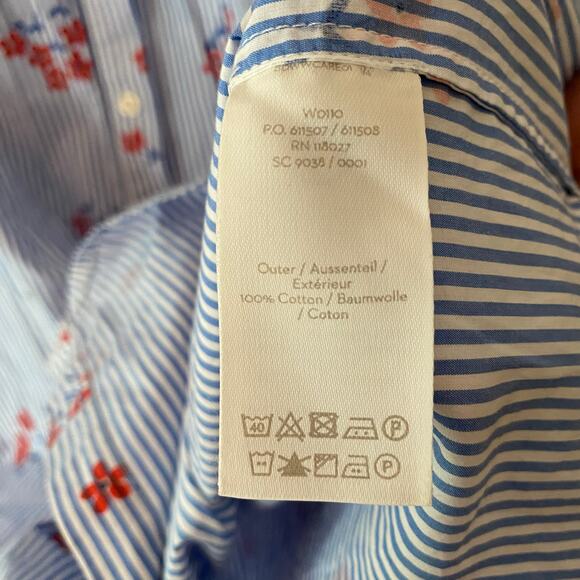 W0110
P.O. 611507 / 611508
RN 118027
SC 9038 / 0001
Outer / Aussenteil /
Extérieur
100% Cotton / Baumwolle
/ Coton
40 P
P